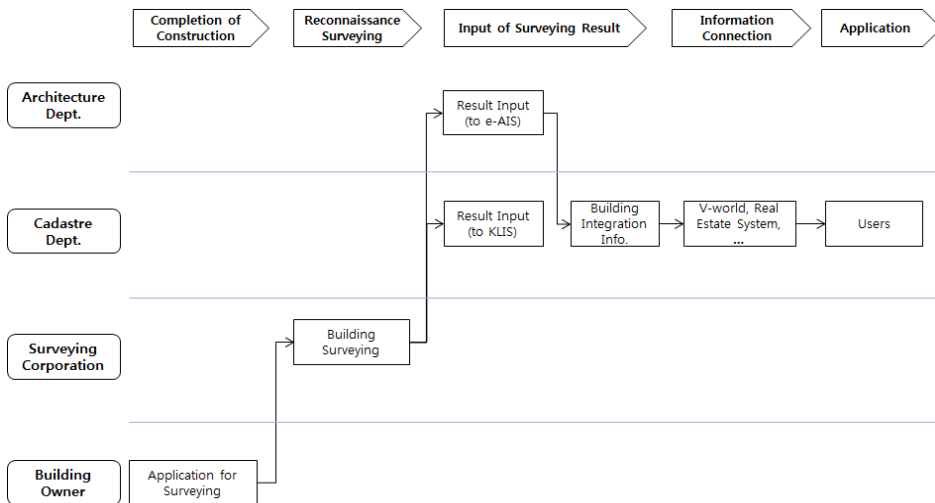 Completion of
Construction
Reconnaissance
Surveying
Input of Surveying Result
Information
Connection
Application
Architecture
Dept.
Result Input
(to e-AIS)
Cadastre
Dept.
Result Input
(to KLIS)
Building
Integration
Info.
V-world, Real
Estate System,
...
Users
Surveying
Corporation
Building
Surveying
Building
Owner
Application for
Surveying